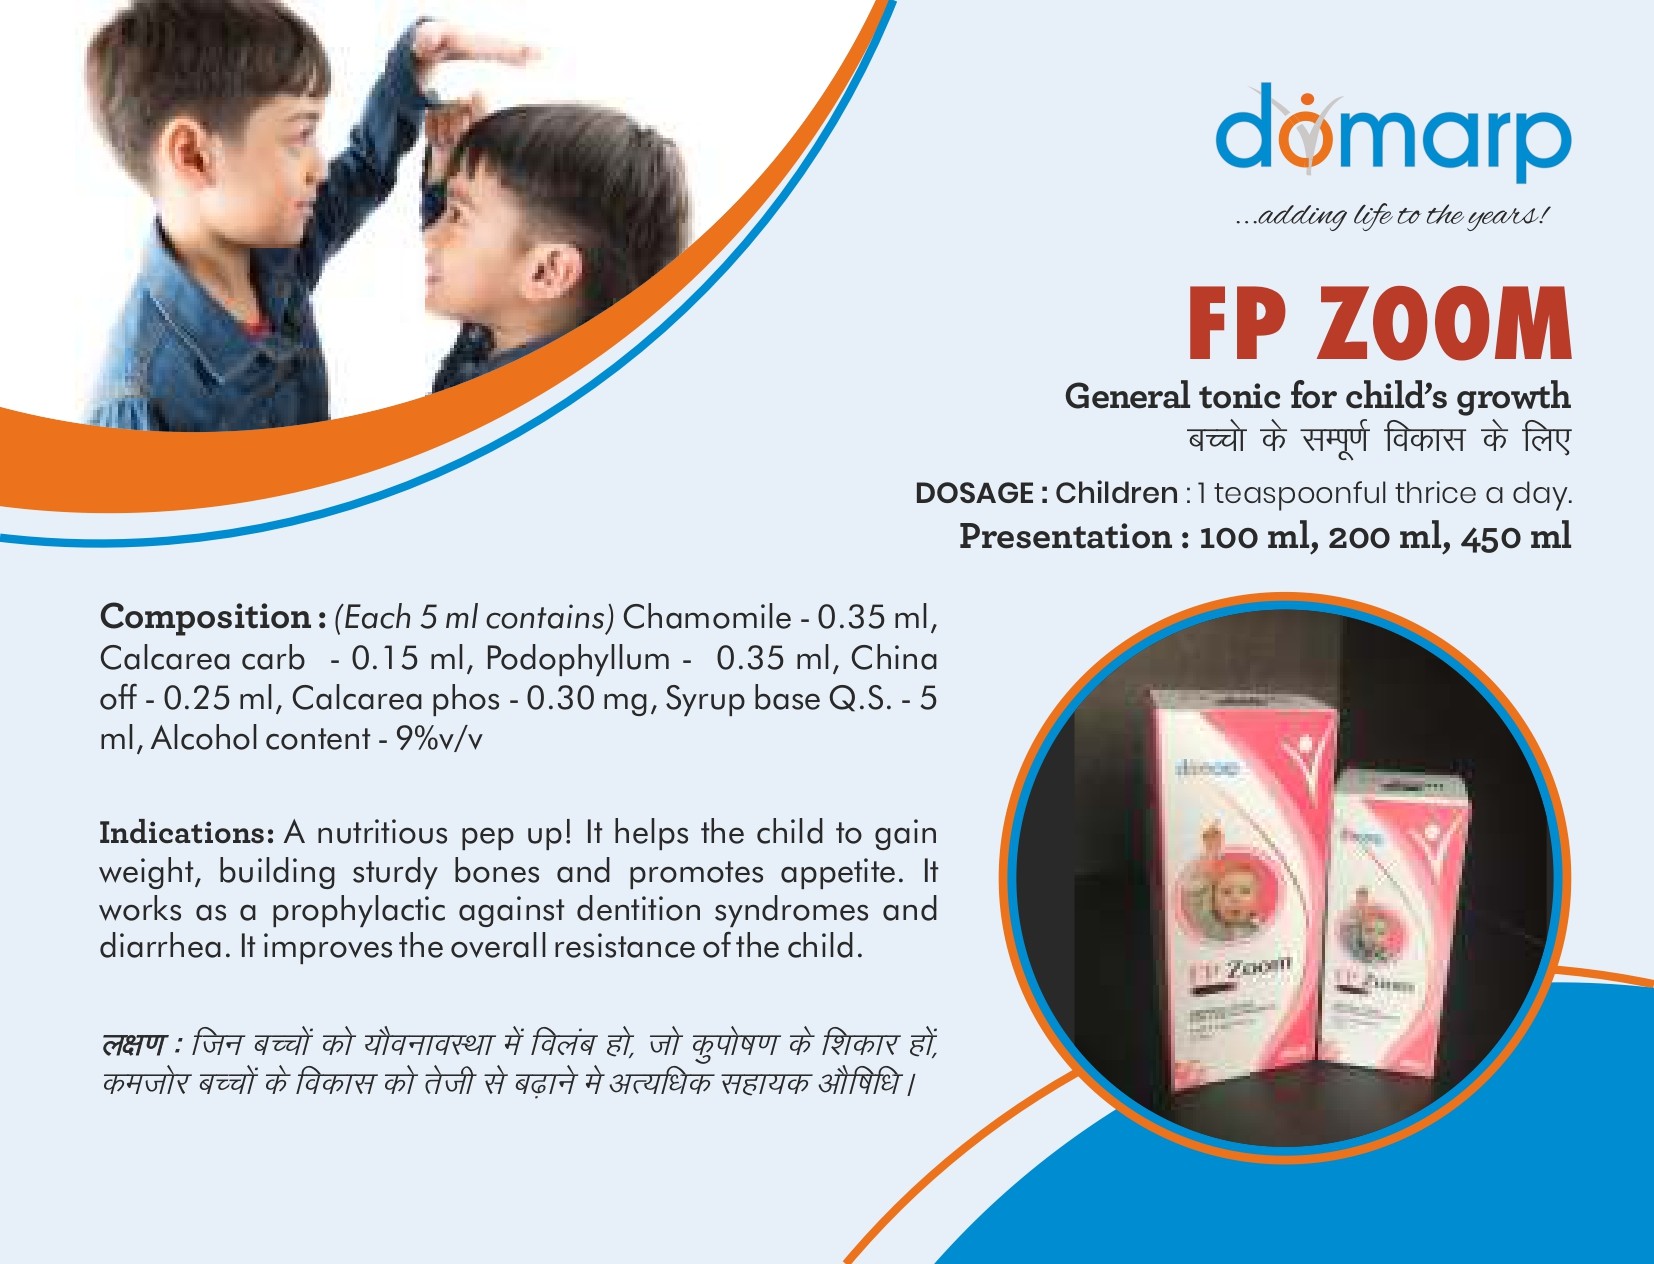 domarp
...adding life to the years!
FP ZOOM
General tonic for child's growth
बच्चाे के सम्पूर्ण विकास के लिए
DOSAGE : Children : 1 teaspoonful thrice a day.
Presentation : 100 ml, 200 ml, 450 ml
Composition : (Each 5 ml contains) Chamomile - 0.35 ml,
Calcarea carb - 0.15 ml, Podophyllum - 0.35 ml, China
off - 0.25 ml, Calcarea phos - 0.30 mg, Syrup base Q.S. - 5
ml, Alcohol content - 9%v/v
Indications: A nutritious pep up! It helps the child to gain
weight, building sturdy bones and promotes appetite. It
works as a prophylactic against dentition syndromes and
diarrhea. It improves the overall resistance of the child.
लक्षण : जिन बच्चों को यौवनावस्था में विलंब हो, जो कुपोषण के शिकार हों,
कमजोर बच्चों के विकास को तेजी से बढ़ाने मे अत्यधिक सहायक औषिधि।
domarp
FP Zoom
FP Zoom